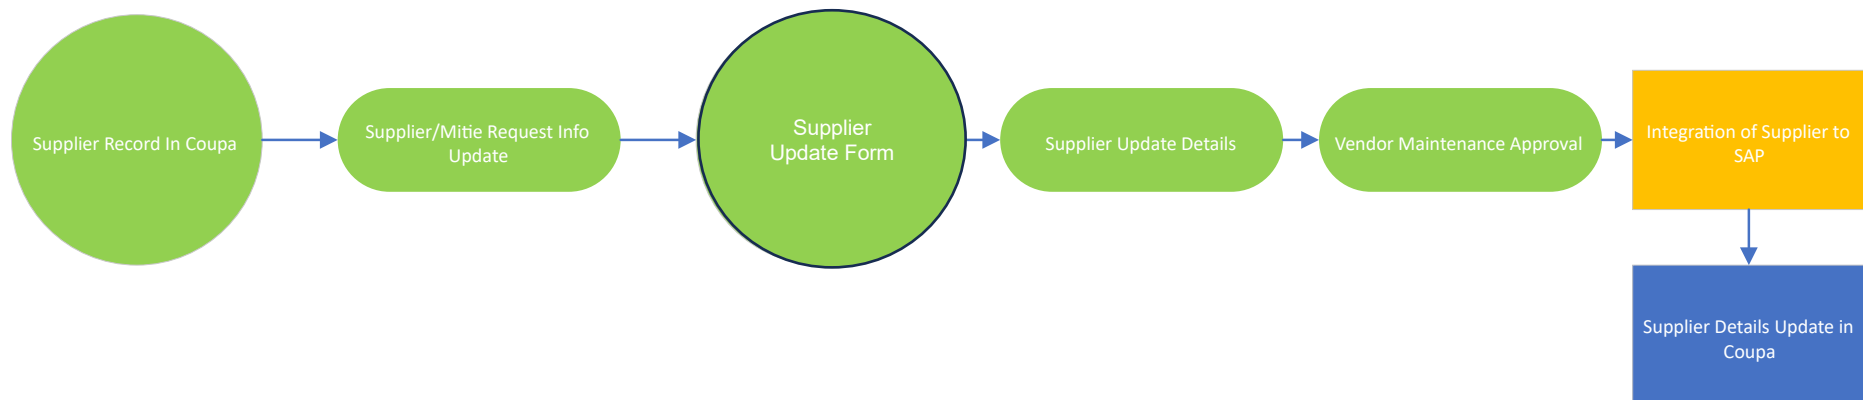 Supplier Record In Coupa
Supplier/Mitie Request Info
Update
Supplier
Update Form
Supplier Update Details
Vendor Maintenance Approval
Integration of Supplier to
SAP
Supplier Details Update in
Coupa